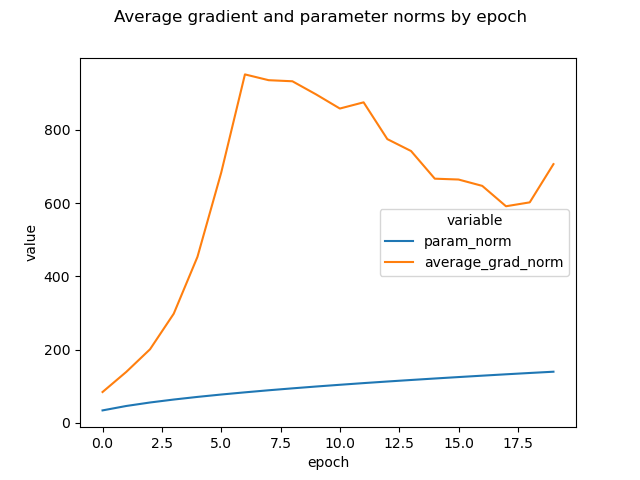 Average gradient and parameter norms by epoch
value
800
600
400
200
0
variable
param_norm
average_grad_norm
0.0 2.5 5.0 7.5 10.0 12.5 15.0 17.5
epoch